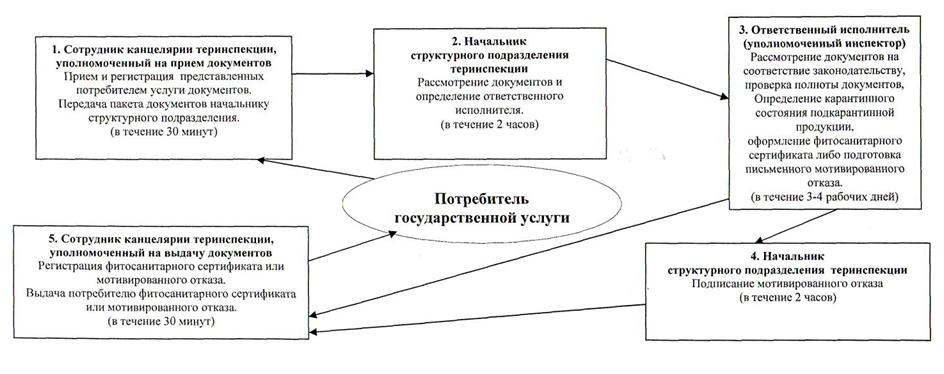 1. Сотрудник канцелярии теринспекции,
уполномоченный на прием документов
Прием и регистрация представленных
потребителем услуги документов.
Передача пакета документов начальнику
структурного подразделения.
(в течение 30 минут)
2. Начальник
структурного подразделения
теринспекции
Рассмотрение документов и
определение ответственного
исполнителя.
(в течение 2 часов)
3. Ответственный исполнитель
(уполномоченный инспектор)
Рассмотрение документов на
соответствие законодательству,
проверка полноты документов,
Определение карантинного
состояния подкарантинной
продукции,
оформление фитосанитарного
сертификата либо подготовка
письменного мотивированного
отказа.
(в течение 3-4 рабочих дней)
Потребитель
государственной услуги
5. Сотрудник канцелярии теринспекции,
уполномоченный на выдачу документов
Регистрация фитосанитарного сертификата или
мотивированного отказа.
Выдача потребителю фитосанитарного сертификата
или мотивированного отказа.
(в течение 30 минут)
4. Начальник
структурного подразделения теринспекции
Подписание мотивированного отказа
(в течение 2 часов)